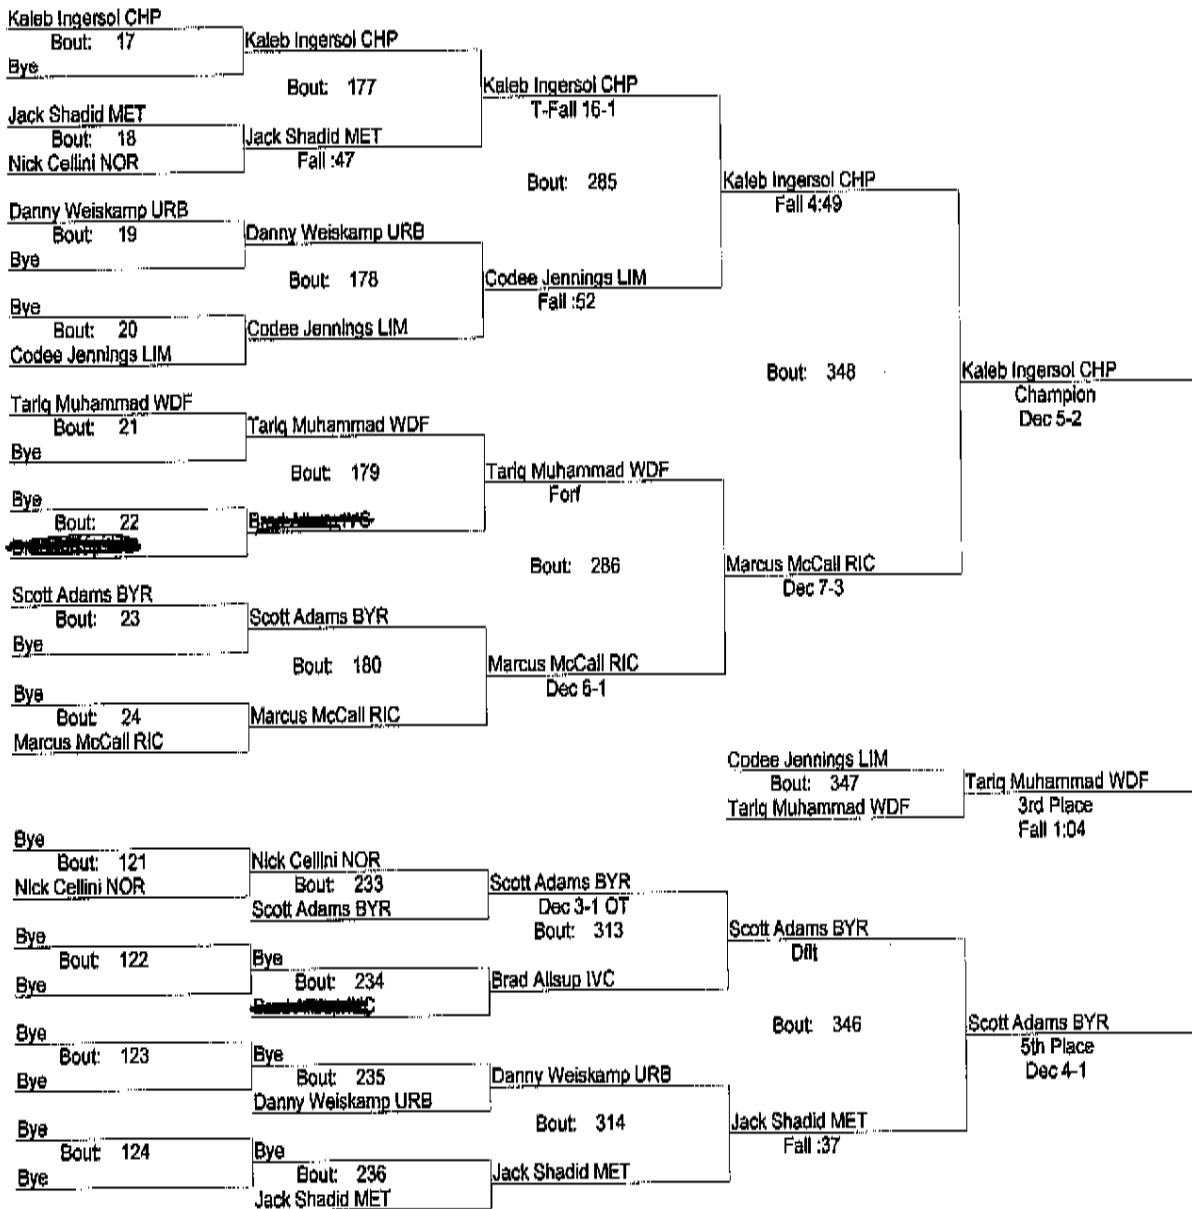 Kaleb Ingersol CHP
Bout: 17
Bye
Kaleb Ingersol CHP
Bout: 177
Jack Shadid MET
Bout: 18
Nick Cellini NOR
Jack Shadid MET
Fall :47
Kaleb Ingersol CHP
T-Fall 16-1
Bout: 285
Danny Weiskamp URB
Bout: 19
Bye
Danny Weiskamp URB
Bout: 178
Bye
Bout: 20
Codee Jennings LIM
Codee Jennings LIM
Codee Jennings LIM
Fall :52
Kaleb Ingersol CHP
Fall 4:49
Bout: 348
Kaleb Ingersol CHP
Champion
Dec 5-2
Tariq Muhammad WDF
Bout: 21
Bye
Tariq Muhammad WDF
Bout: 179
Bye
Bout: 22
Tariq Muhammad WDF
Forf
Bout: 286
Scott Adams BYR
Bout: 23
Bye
Scott Adams BYR
Bout: 180
Bye
Bout: 24
Marcus McCall RIC
Marcus McCall RIC
Marcus McCall RIC
Dec 6-1
Marcus McCall RIC
Dec 7-3
Codee Jennings LIM
Bout: 347
Tariq Muhammad WDF
Tariq Muhammad WDF
3rd Place
Fall 1:04
Bye
Bout: 121
Nick Cellini NOR
Nick Cellini NOR
Bout: 233
Scott Adams BYR
Scott Adams BYR
Dec 3-1 OT
Bout: 313
Bye
Bout: 122
Bye
Bye
Bout: 234
Brad Allsup IVC
Scott Adams BYR
Dflt
Bout: 346
Scott Adams BYR
5th Place
Dec 4-1
Bye
Bout: 123
Bye
Bye
Bout: 235
Danny Weiskamp URB
Danny Weiskamp URB
Bout: 314
Bye
Bout: 124
Bye
Bye
Bout: 236
Jack Shadid MET
Jack Shadid MET
Jack Shadid MET
Fall :37